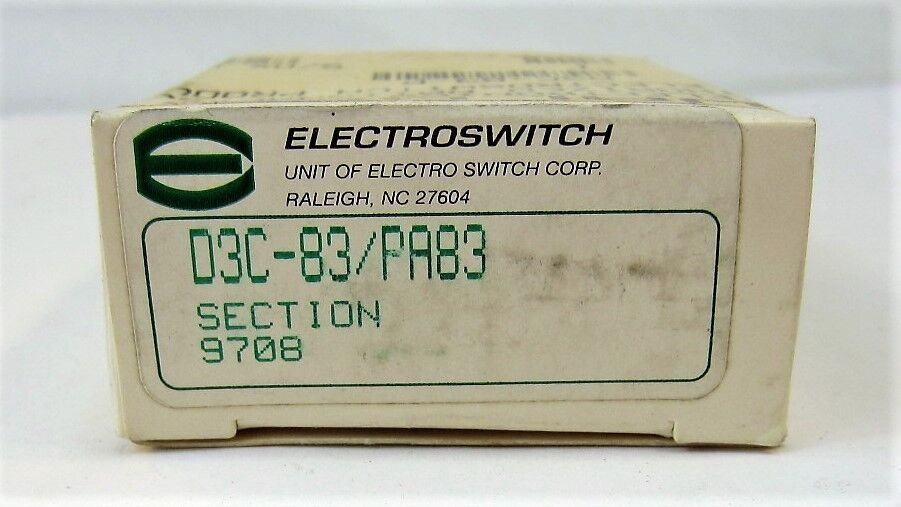 ELECTROSWITCH
UNIT OF ELECTRO SWITCH CORP.
RALEIGH, NC 27604
D3C-83/PA83
SECTION
9708